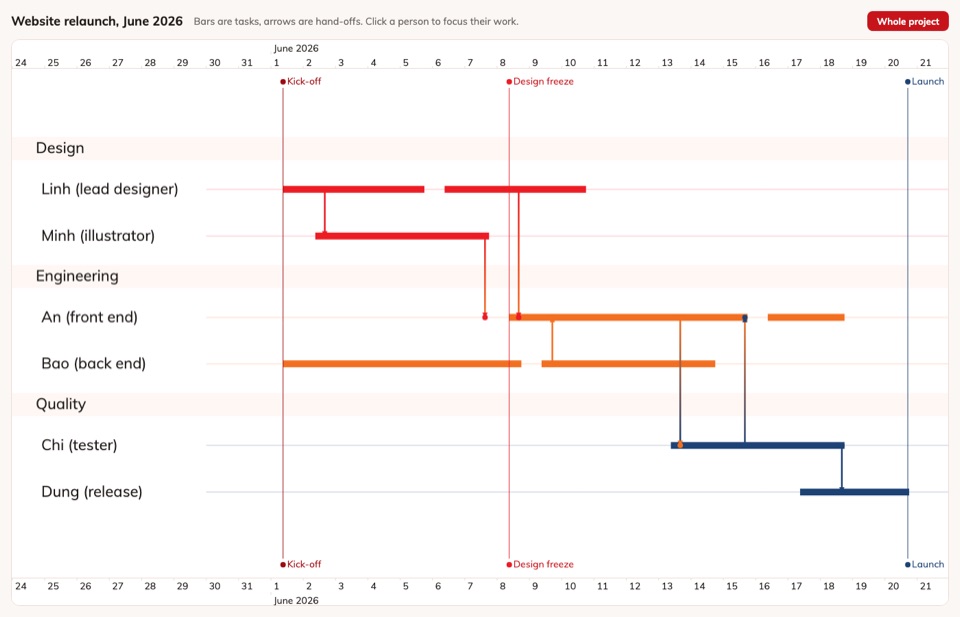 Website relaunch, June 2026 Bars are tasks, arrows are hand-offs. Click a person to focus their work. Whole project
June 2026
24 25 26 27 28 29 30 31 1 2 3 4 5 6 7 8 9 10 11 12 13 14 15 16 17 18 19 20 21
Kick-off Design freeze Launch
Design
Linh (lead designer)
Minh (illustrator)
Engineering
An (front end)
Bao (back end)
Quality
Chi (tester)
Dung (release)
Kick-off Design freeze Launch
24 25 26 27 28 29 30 31 1 2 3 4 5 6 7 8 9 10 11 12 13 14 15 16 17 18 19 20 21
June 2026